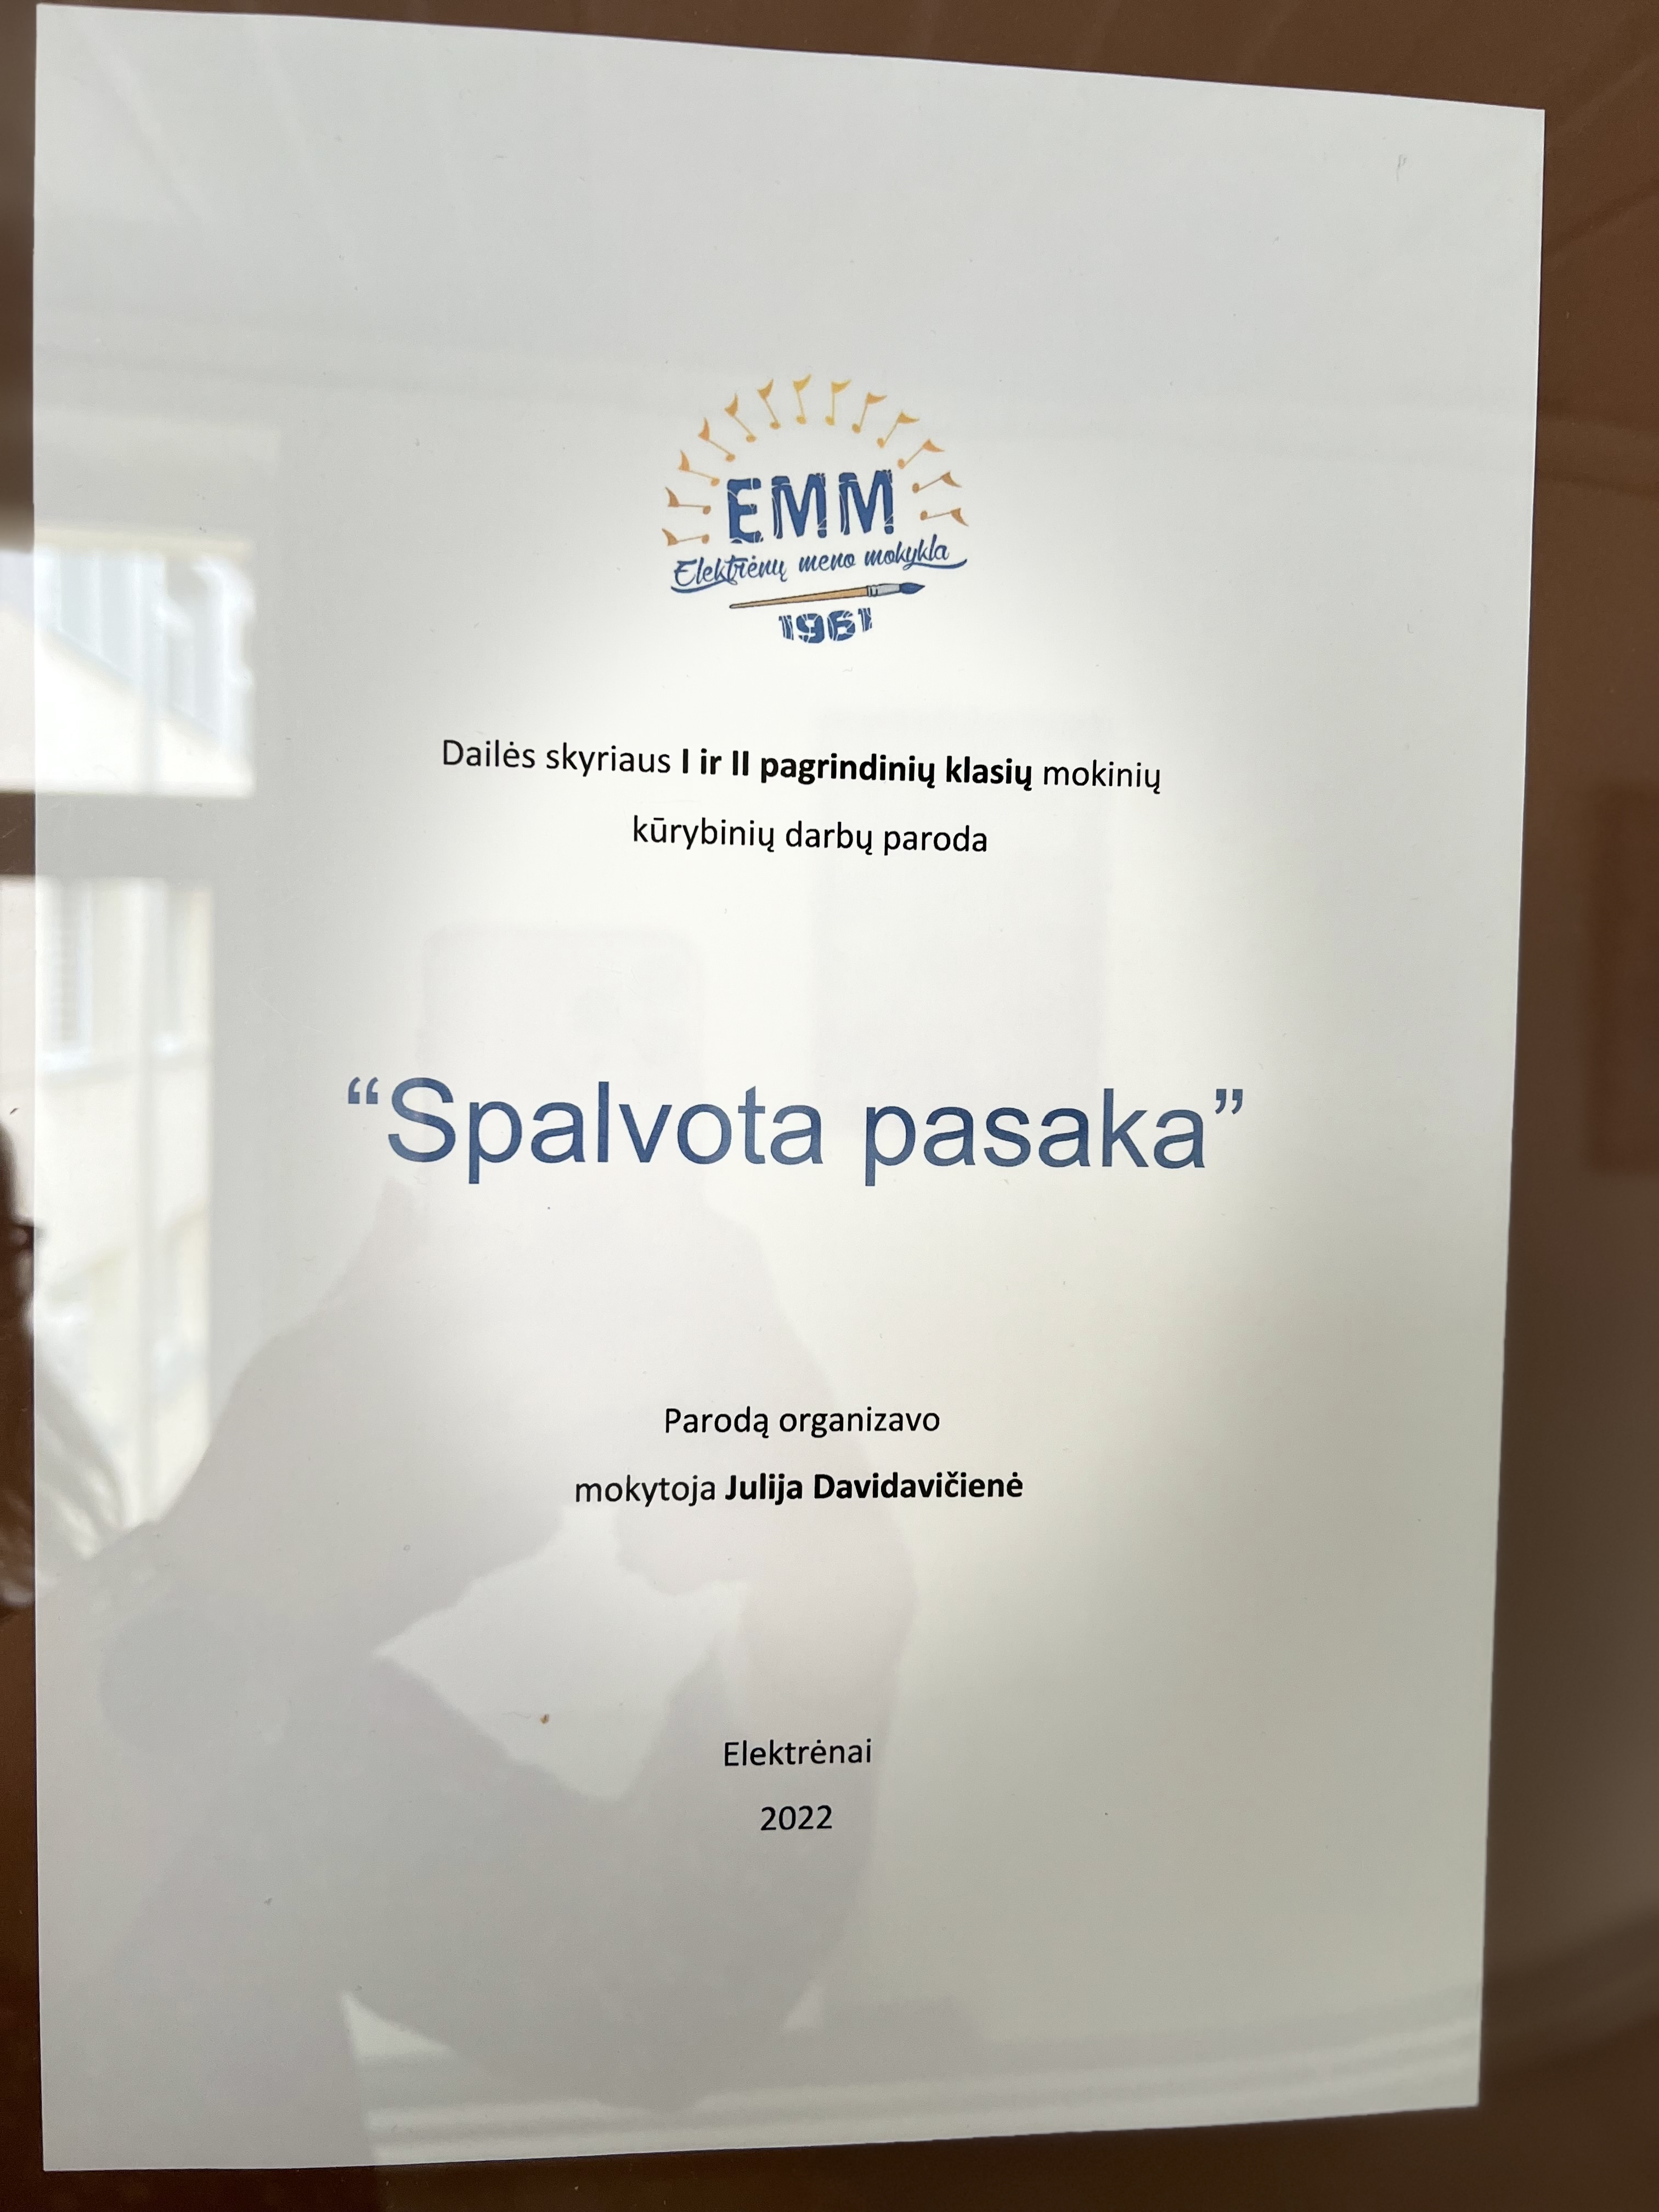 EMM
Elektrėnų meno mokykla
1961
Dailės skyriaus I ir II pagrindinių klasių mokinių
kūrybinių darbų paroda
“Spalvota pasaka”
Parodą organizavo
mokytoja Julija Davidavičienė
Elektrėnai
2022